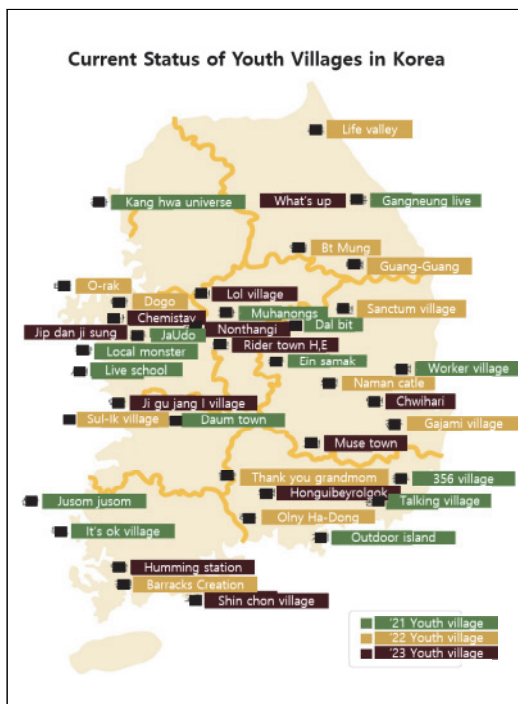 Current Status of Youth Villages in Korea
Life valley
Kang hwa universe
What's up
Gangneung live
Bt Mung
Guang-Guang
O-rak
Lol village
Dogo
Muhanongs
Sanctum village
Chemistay
Dal bit
Jip dan ji sung
JaUdo
Nonthangi
Rider town H,E
Local monster
Ein samak
Live school
Worker village
Naman catle
Ji gu jang I village
Chwihari
Sul-Ik village
Daum town
Gajami village
Muse town
Thank you grandmom
356 village
Honguibeyrolgok
Jusom jusom
Talking village
Olny Ha-Dong
It's ok village
Outdoor island
Humming station
Barracks Creation
Shin chon village
'21 Youth village
'22 Youth village
'23 Youth village